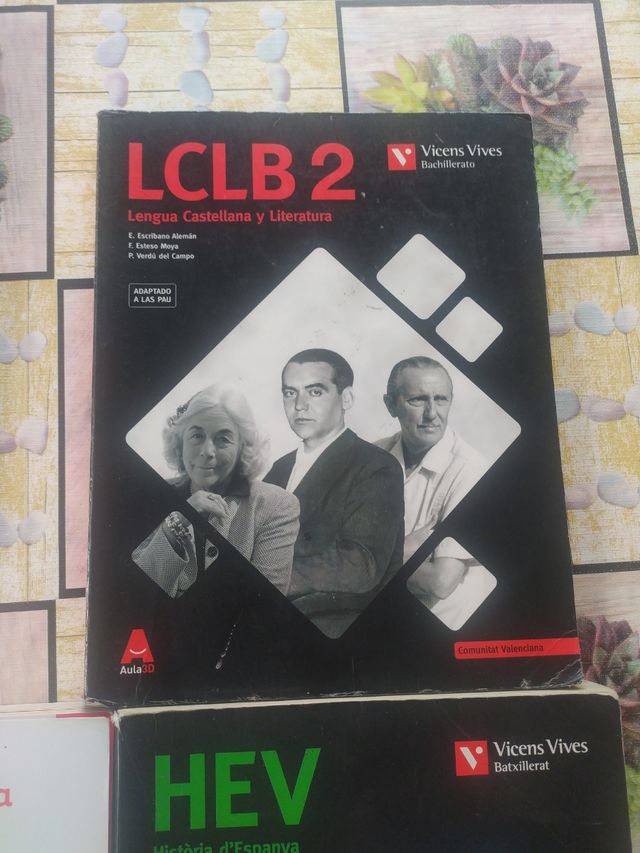 LCLB 2
Lengua Castellana y Literatura
E. Escribano Alemán
F. Esteso Moya
P. Verdú del Campo
ADAPTADO
A LAS PAU
Vicens Vives
Bachillerato
Aula3D
Comunitat Valenciana
HEV
Història d'Espanya
Vicens Vives
Batxillerat
a